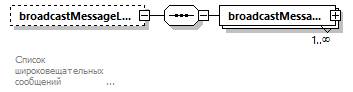 broadcastMessageL...
broadcastMessa...
1..∞
Список
широковещательных
сообщений ...